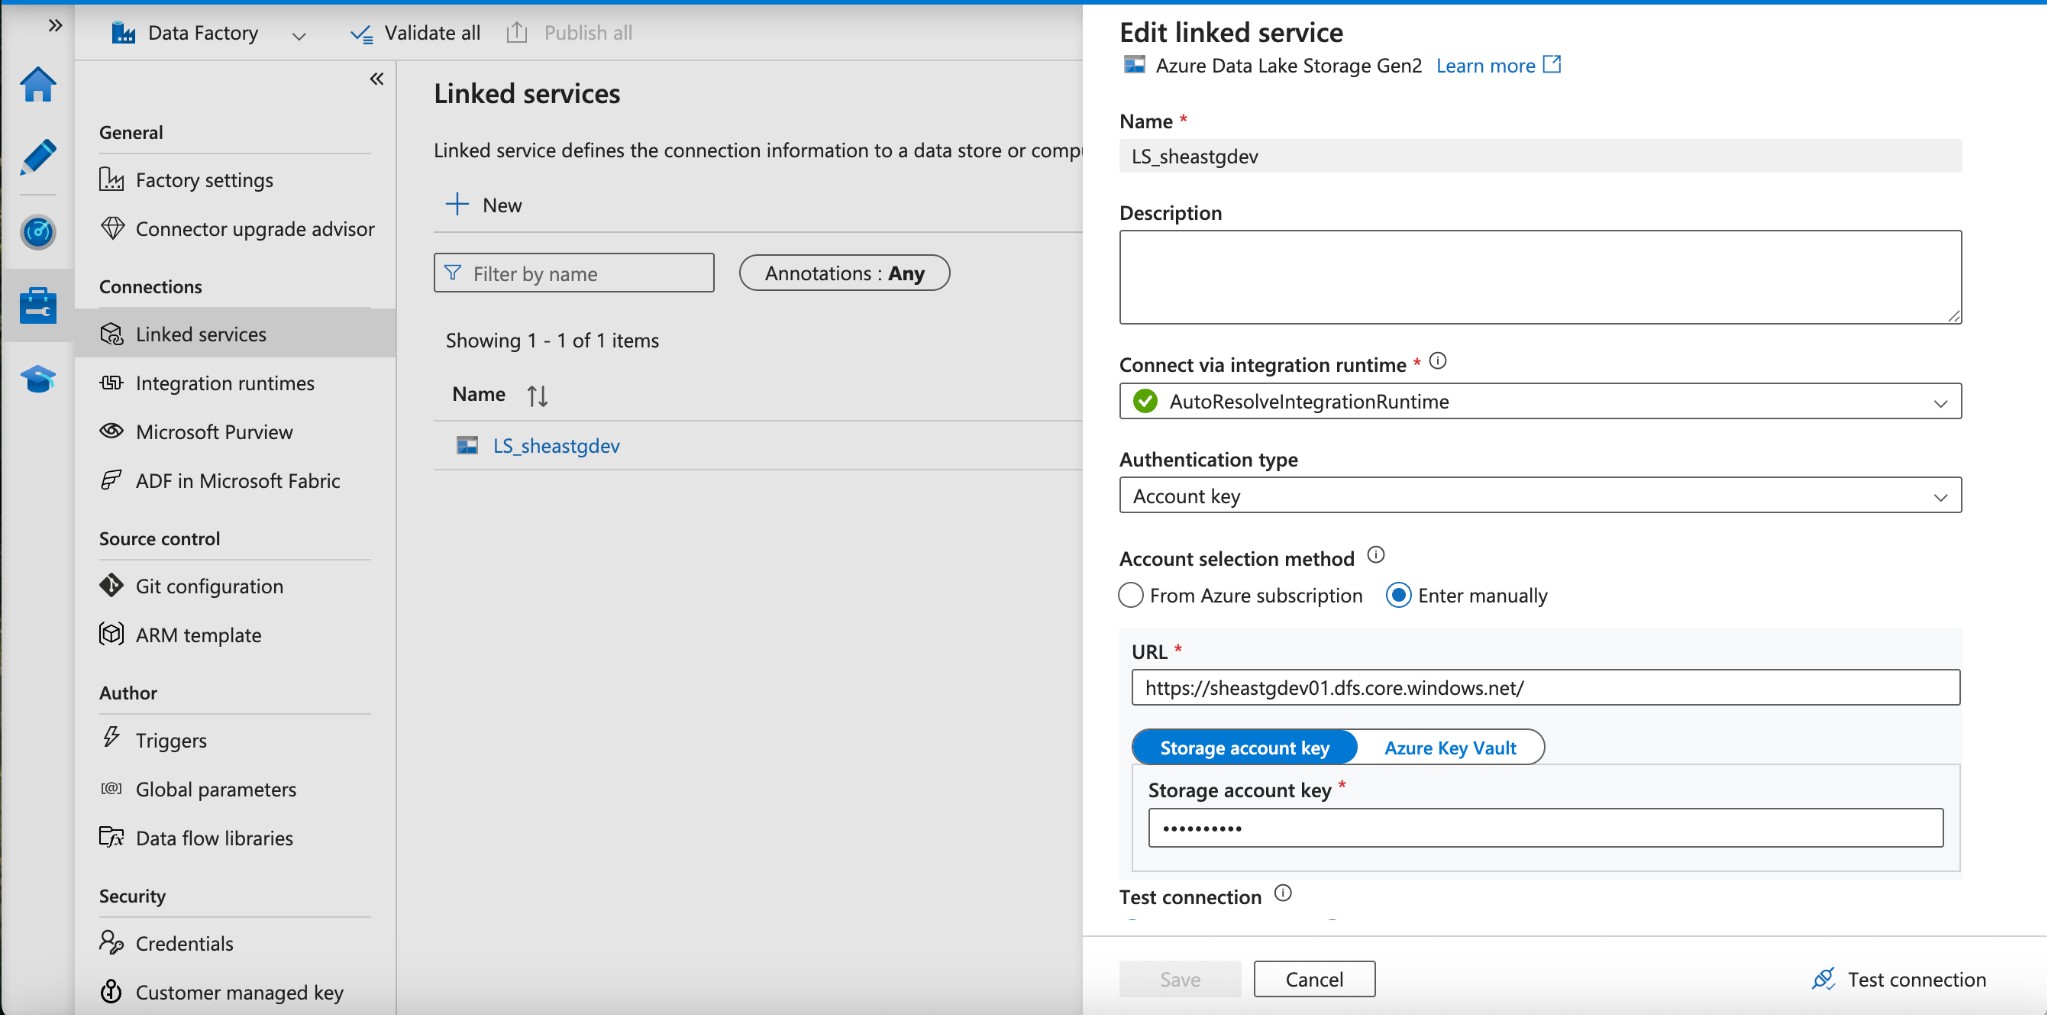 Data Factory
Validate all
Publish all
General
Factory settings
Connector upgrade advisor
Connections
Linked services
Integration runtimes
Microsoft Purview
ADF in Microsoft Fabric
Source control
Git configuration
ARM template
Author
Triggers
Global parameters
Data flow libraries
Security
Credentials
Customer managed key
Linked services
Linked service defines the connection information to a data store or
New
Filter by name
Annotations : Any
Showing 1 - 1 of 1 items
Name
LS_sheastgdev
Edit linked service
Azure Data Lake Storage Gen2 Learn more
Name *
LS_sheastgdev
Description
Connect via integration runtime *
AutoResolveIntegrationRuntime
Authentication type
Account key
Account selection method
From Azure subscription Enter manually
URL *
https://sheastgdev01.dfs.core.windows.net/
Storage account key Azure Key Vault
Storage account key *
••••••••••
Test connection
Save Cancel Test connection